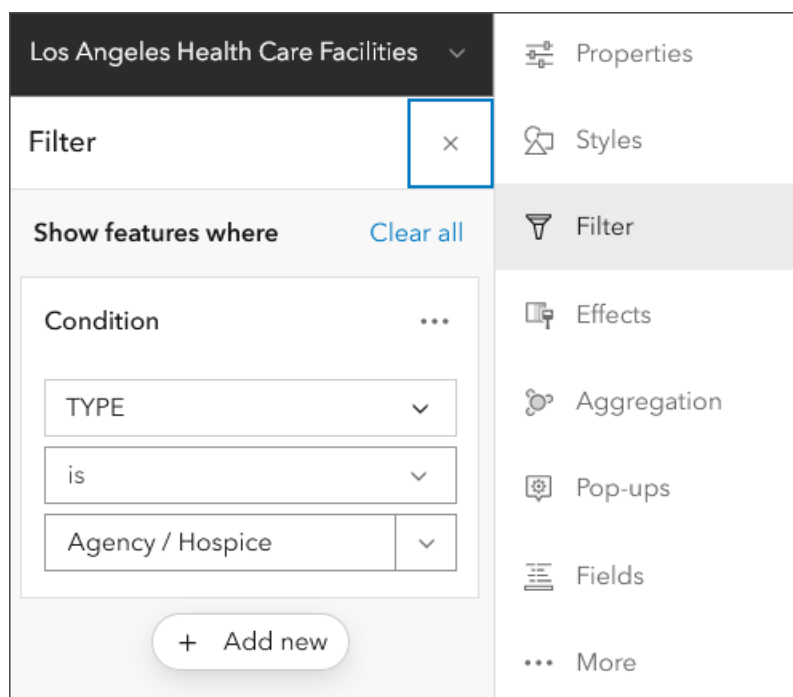 Los Angeles Health Care Facilities
Filter
Show features where
Clear all
Condition
TYPE
is
Agency / Hospice
+ Add new
Properties
Styles
Filter
Effects
Aggregation
Pop-ups
Fields
More